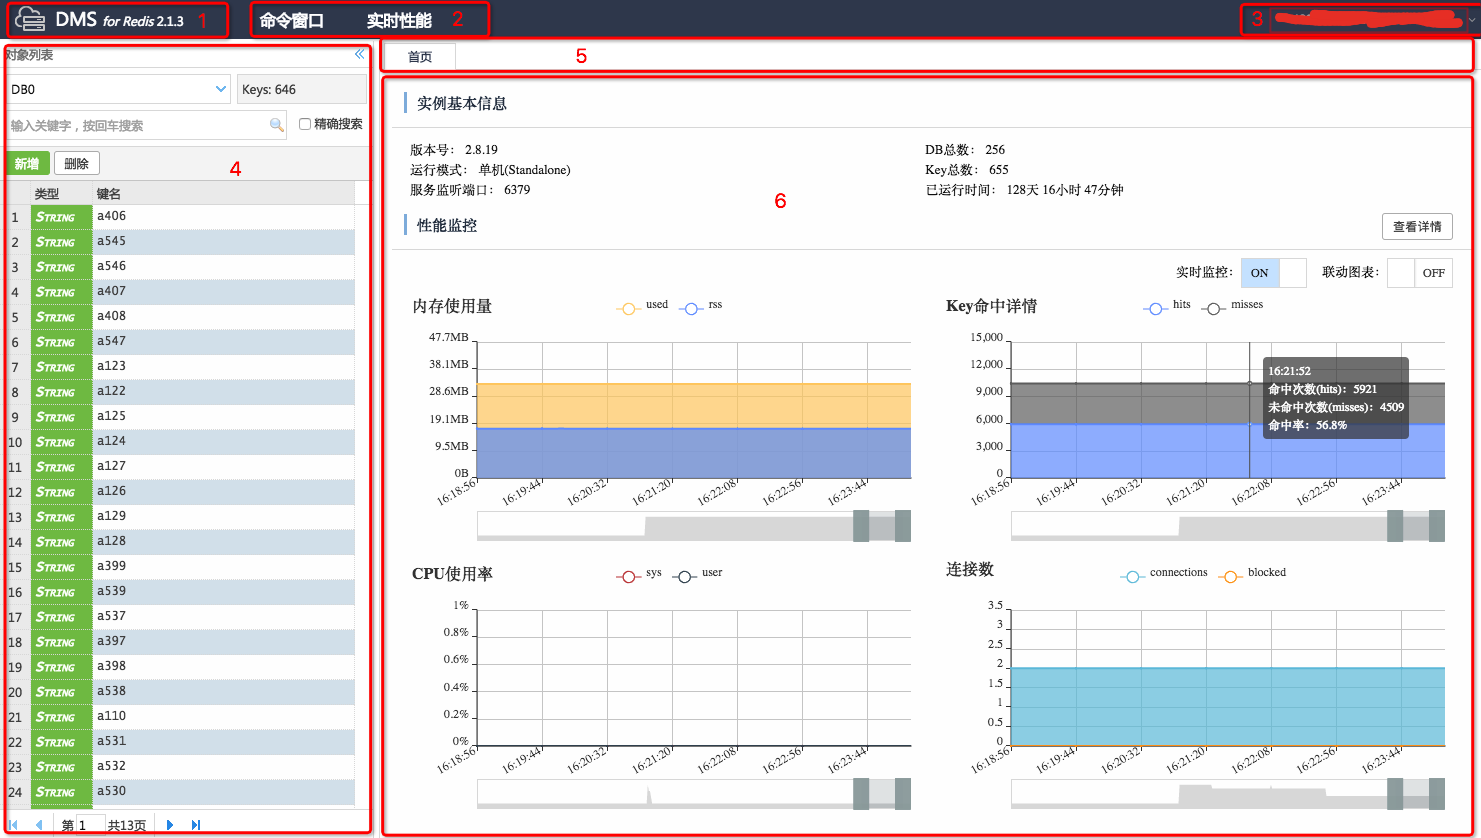 DMS for Redis 2.1.3 1
命令窗口 实时性能 2
3
对象列表
DB0 Keys: 646
输入关键字，按回车搜索 精确搜索
新增 删除 4
类型 键名
1 STRING a406
2 STRING a545
3 STRING a546
4 STRING a407
5 STRING a408
6 STRING a547
7 STRING a123
8 STRING a122
9 STRING a125
10 STRING a124
11 STRING a127
12 STRING a126
13 STRING a129
14 STRING a128
15 STRING a399
16 STRING a539
17 STRING a537
18 STRING a397
19 STRING a398
20 STRING a538
21 STRING a110
22 STRING a531
23 STRING a532
24 STRING a530
第 1 共13页
首页 5
实例基本信息
版本号： 2.8.19 DB总数： 256
运行模式： 单机(Standalone) Key总数： 655
服务监听端口： 6379 已运行时间： 128天 16小时 47分钟
6
性能监控 查看详情
实时监控： ON 联动图表： OFF
内存使用量 used rss
47.7MB
38.1MB
28.6MB
19.1MB
9.5MB
0B
16:18:56 16:19:44 16:20:32 16:21:20 16:22:08 16:22:56 16:23:44
Key命中详情 hits misses
15,000
12,000
9,000
6,000
3,000
0
16:21:52
命中次数(hits)： 5921
未命中次数(misses)： 4509
命中率： 56.8%
16:18:56 16:19:44 16:20:32 16:21:20 16:22:08 16:22:56 16:23:44
CPU使用率 sys user
1%
0.8%
0.6%
0.4%
0.2%
0%
16:18:56 16:19:44 16:20:32 16:21:20 16:22:08 16:22:56 16:23:44
连接数 connections blocked
3.5
3
2.5
2
1.5
1
0.5
0
16:18:56 16:19:44 16:20:32 16:21:20 16:22:08 16:22:56 16:23:44